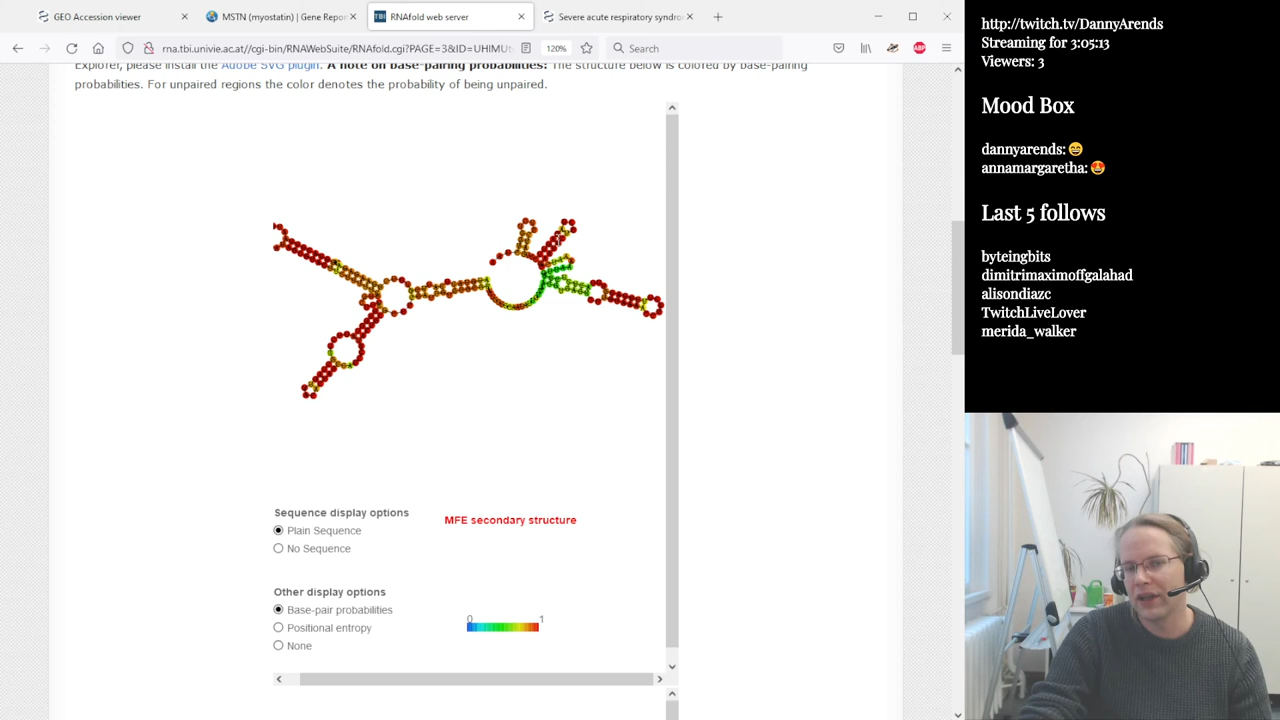 GEO Accession viewer
MSTN (myostatin) | Gene Repor
RNAfold web server
Severe acute respiratory syndro
rna.tbi.univie.ac.at//cgi-bin/RNAWebSuite/RNAfold.cgi?PAGE=3&ID=UHIMU
120%
Search
Explorer, please install the Adobe SVG plugin. A note on base-pairing probabilities: The structure below is colored by base-pairing
probabilities. For unpaired regions the color denotes the probability of being unpaired.
Sequence display options
Plain Sequence
No Sequence
MFE secondary structure
Other display options
Base-pair probabilities
Positional entropy
None
0 1
http://twitch.tv/DannyArends
Streaming for 3:05:13
Viewers: 3
Mood Box
dannyarends: 😄
annamargaretha: 😍
Last 5 follows
byteingbits
dimitrimaximoffgalahad
alisondiazc
TwitchLiveLover
merida_walker